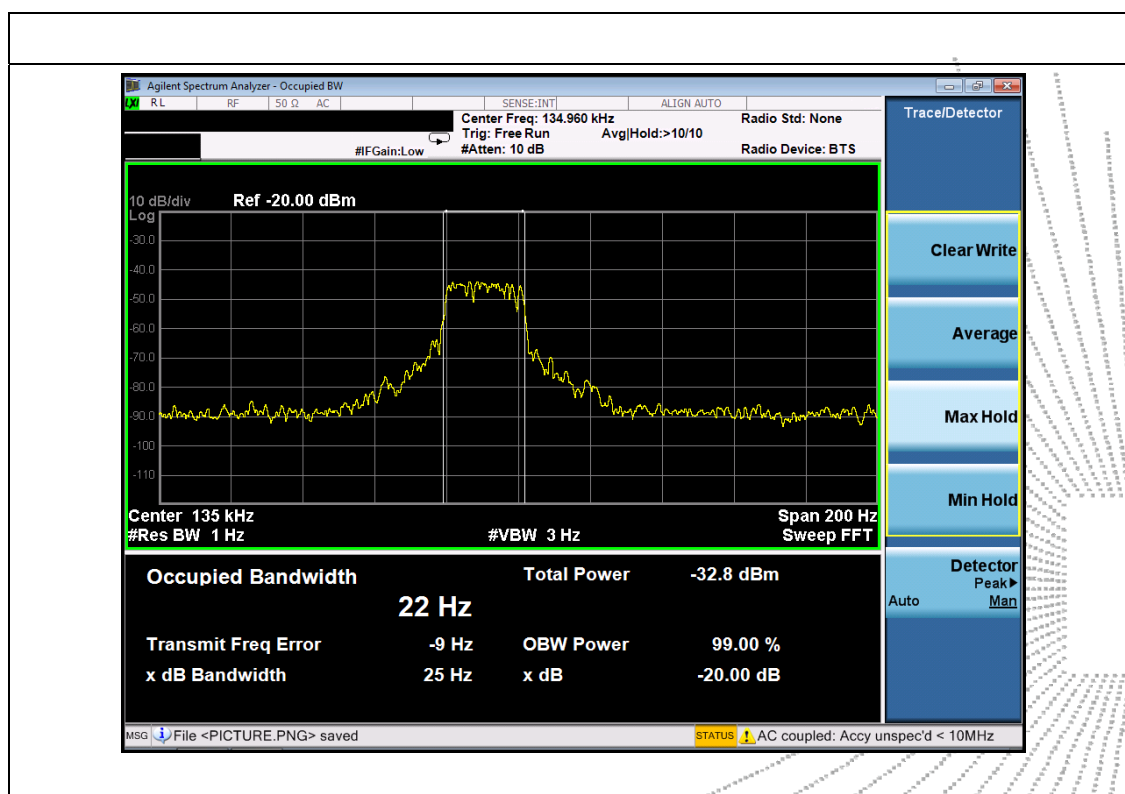 Agilent Spectrum Analyzer - Occupied BW
LXI RL RF 50 Ω AC SENSE:INT ALIGN AUTO
Center Freq: 134.960 kHz Radio Std: None
Trig: Free Run Avg|Hold:>10/10
#IFGain:Low #Atten: 10 dB Radio Device: BTS
10 dB/div Ref -20.00 dBm
Log
-30.0
-40.0
-50.0
-60.0
-70.0
-80.0
-90.0
-100
-110
Center 135 kHz Span 200 Hz
#Res BW 1 Hz #VBW 3 Hz Sweep FFT
Occupied Bandwidth Total Power -32.8 dBm
22 Hz
Transmit Freq Error -9 Hz OBW Power 99.00 %
x dB Bandwidth 25 Hz x dB -20.00 dB
Trace/Detector
Clear Write
Average
Max Hold
Min Hold
Detector
Peak▶
Auto Man
MSG File <PICTURE.PNG> saved STATUS AC coupled: Accy unspec'd < 10MHz